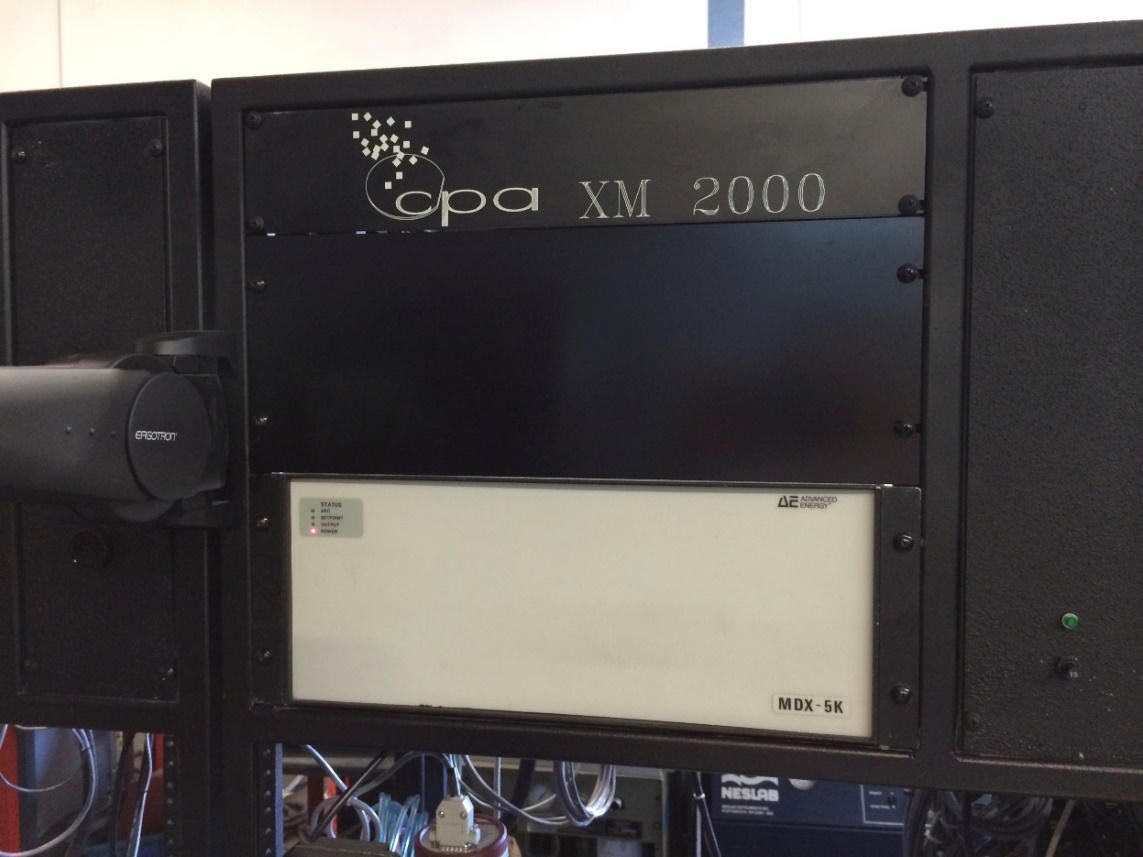 cpa XM 2000
ERGOTRON
STATUS
ARC
SETPOINT
OUTPUT
POWER
AE ADVANCED
ENERGY
MDX-5K
NESLAB